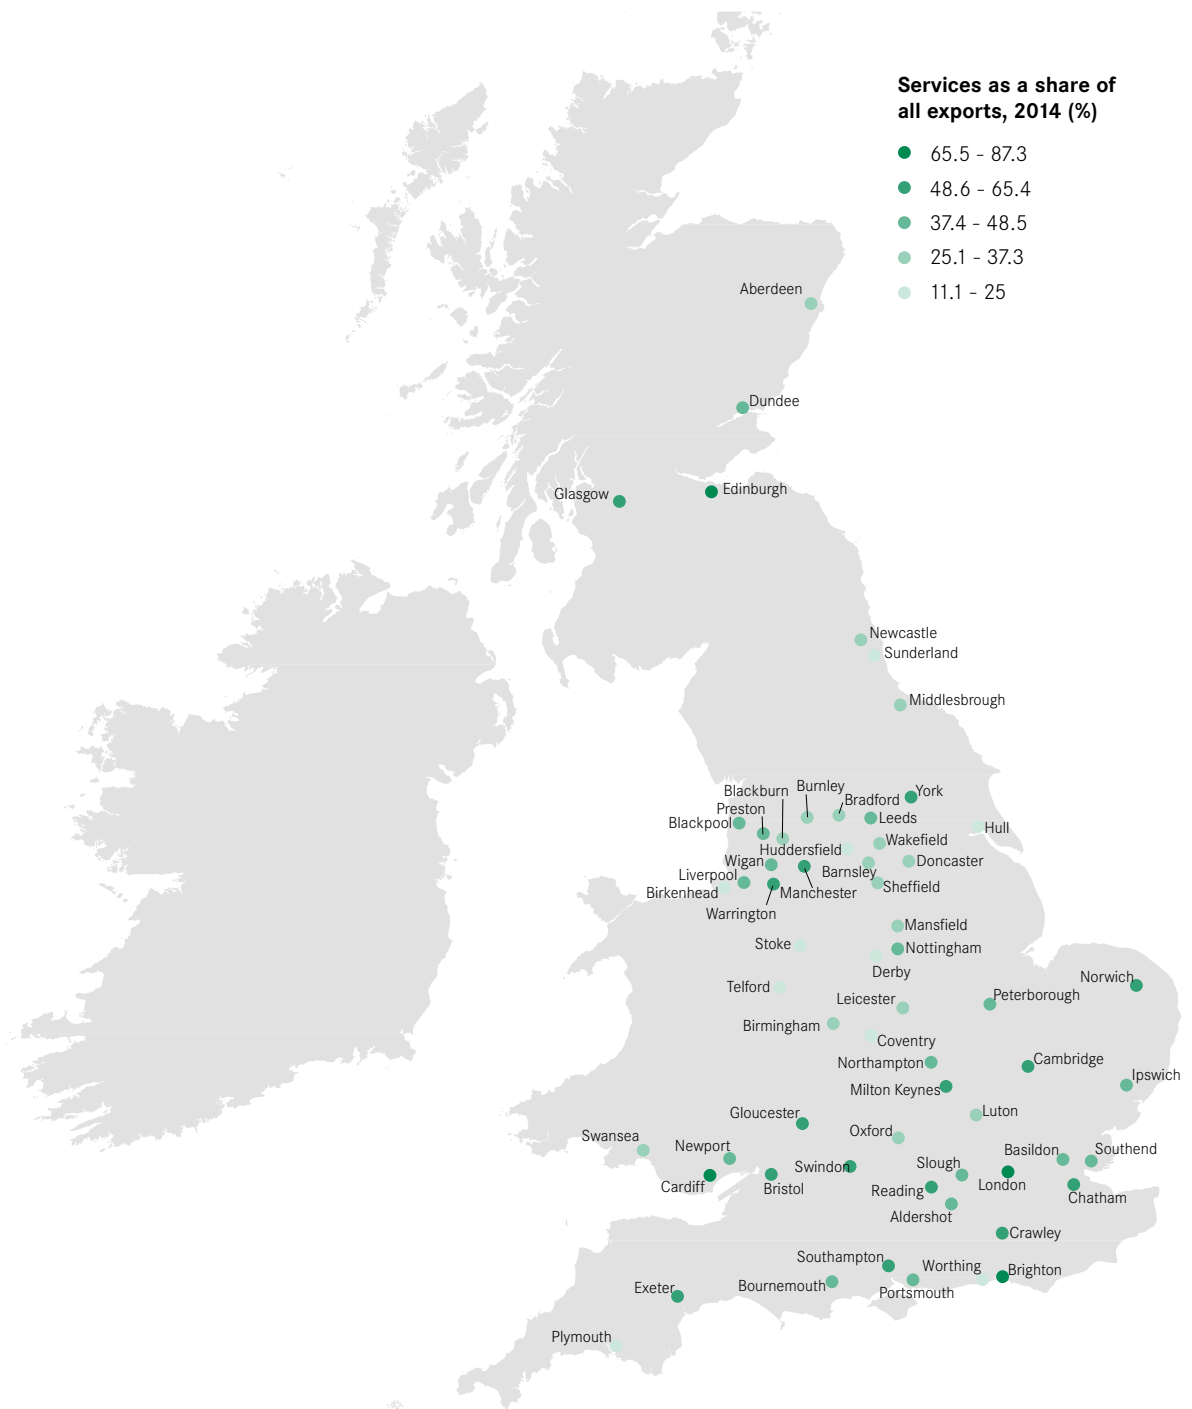 Services as a share of
all exports, 2014 (%)
65.5 - 87.3
48.6 - 65.4
37.4 - 48.5
25.1 - 37.3
11.1 - 25
Aberdeen
Dundee
Edinburgh
Glasgow
Newcastle
Sunderland
Middlesbrough
Burnley
Blackburn
York
Bradford
Preston
Leeds
Blackpool
Hull
Wakefield
Huddersfield
Wigan
Doncaster
Barnsley
Liverpool
Sheffield
Birkenhead
Manchester
Warrington
Mansfield
Stoke
Nottingham
Derby
Norwich
Telford
Peterborough
Leicester
Birmingham
Coventry
Cambridge
Northampton
Ipswich
Milton Keynes
Luton
Gloucester
Oxford
Swansea
Newport
Basildon
Southend
Slough
Swindon
London
Cardiff
Bristol
Reading
Chatham
Aldershot
Crawley
Southampton
Worthing
Brighton
Bournemouth
Exeter
Portsmouth
Plymouth